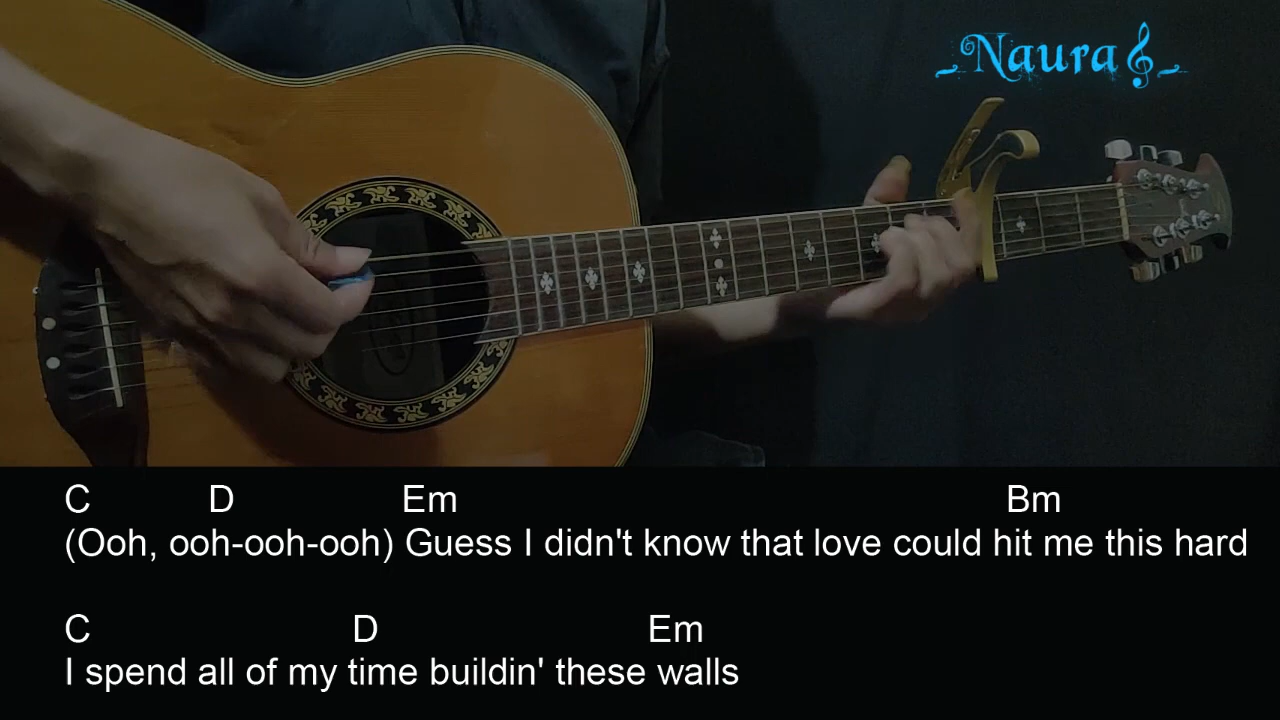 Naura
C D Em Bm
(Ooh, ooh-ooh-ooh) Guess I didn't know that love could hit me this hard
C D Em
I spend all of my time buildin' these walls